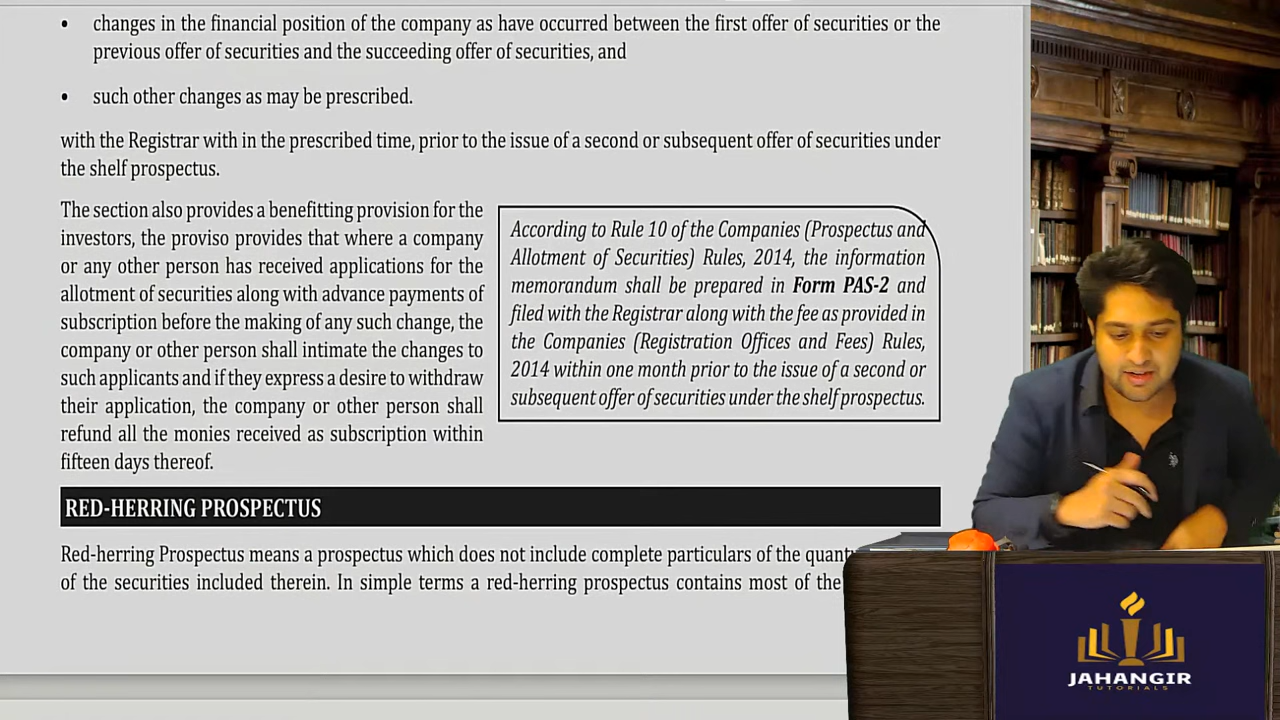 • changes in the financial position of the company as have occurred between the first offer of securities or the
previous offer of securities and the succeeding offer of securities, and
• such other changes as may be prescribed.
with the Registrar with in the prescribed time, prior to the issue of a second or subsequent offer of securities under
the shelf prospectus.
The section also provides a benefitting provision for the
investors, the proviso provides that where a company
or any other person has received applications for the
allotment of securities along with advance payments of
subscription before the making of any such change, the
company or other person shall intimate the changes to
such applicants and if they express a desire to withdraw
their application, the company or other person shall
refund all the monies received as subscription within
fifteen days thereof.
According to Rule 10 of the Companies (Prospectus and
Allotment of Securities) Rules, 2014, the information
memorandum shall be prepared in Form PAS-2 and
filed with the Registrar along with the fee as provided in
the Companies (Registration Offices and Fees) Rules,
2014 within one month prior to the issue of a second or
subsequent offer of securities under the shelf prospectus.
RED-HERRING PROSPECTUS
Red-herring Prospectus means a prospectus which does not include complete particulars of the
of the securities included therein. In simple terms a red-herring prospectus contains most of the
JAHANGIR
TUTORIALS